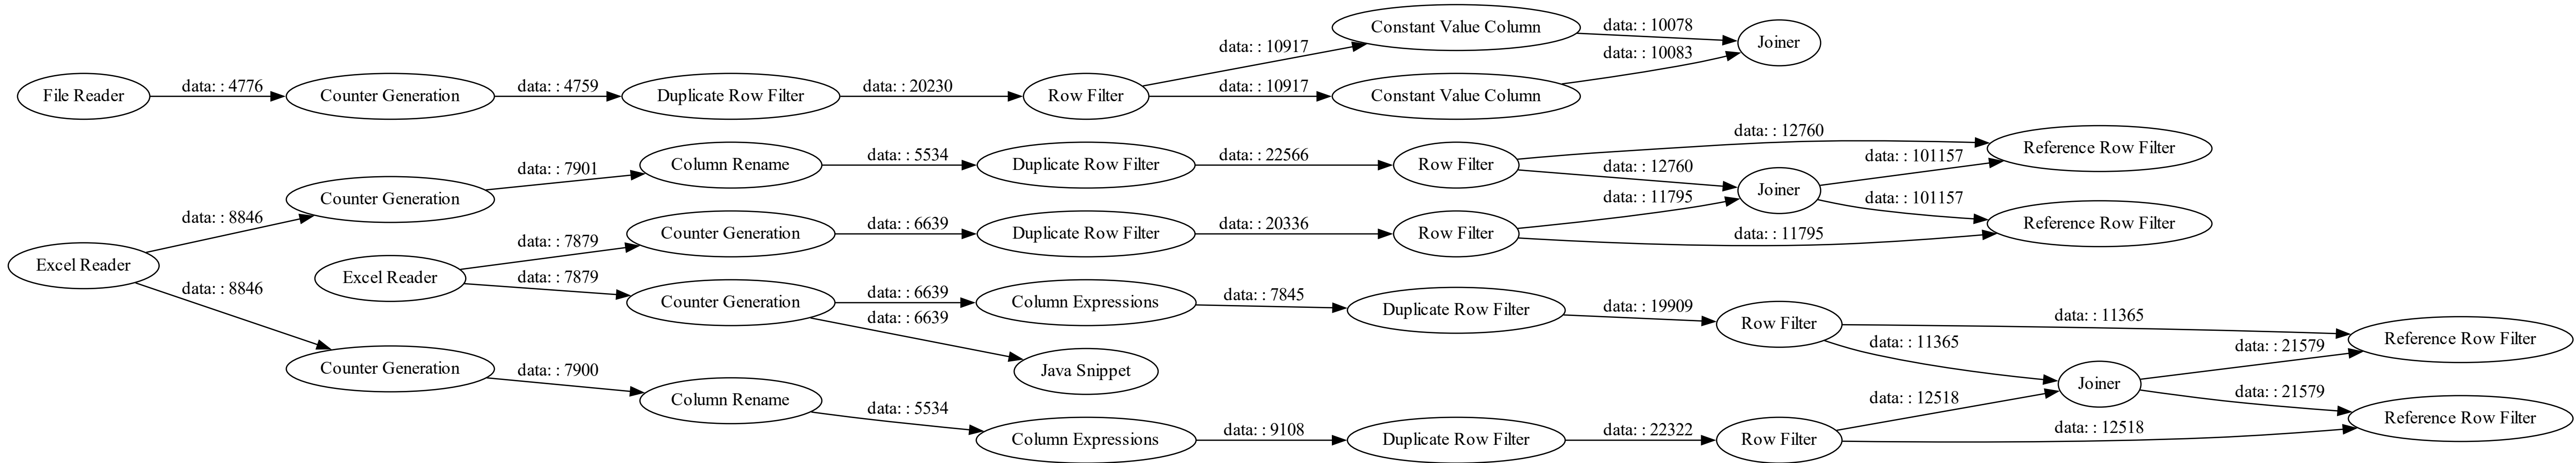 File Reader
data: : 4776
Counter Generation
data: : 4759
Duplicate Row Filter
data: : 20230
Row Filter
data: : 10917
Constant Value Column
data: : 10078
Joiner
data: : 10917
Constant Value Column
data: : 10083
Excel Reader
data: : 8846
Counter Generation
data: : 7901
Column Rename
data: : 5534
Duplicate Row Filter
data: : 22566
Row Filter
data: : 12760
Reference Row Filter
data: : 12760
Joiner
data: : 101157
data: : 101157
Reference Row Filter
Excel Reader
data: : 7879
Counter Generation
data: : 6639
Duplicate Row Filter
data: : 20336
Row Filter
data: : 11795
data: : 11795
data: : 7879
Counter Generation
data: : 6639
Column Expressions
data: : 7845
Duplicate Row Filter
data: : 19909
Row Filter
data: : 11365
Reference Row Filter
data: : 11365
Joiner
data: : 21579
data: : 21579
Reference Row Filter
data: : 6639
Java Snippet
data: : 8846
Counter Generation
data: : 7900
Column Rename
data: : 5534
Column Expressions
data: : 9108
Duplicate Row Filter
data: : 22322
Row Filter
data: : 12518
data: : 12518